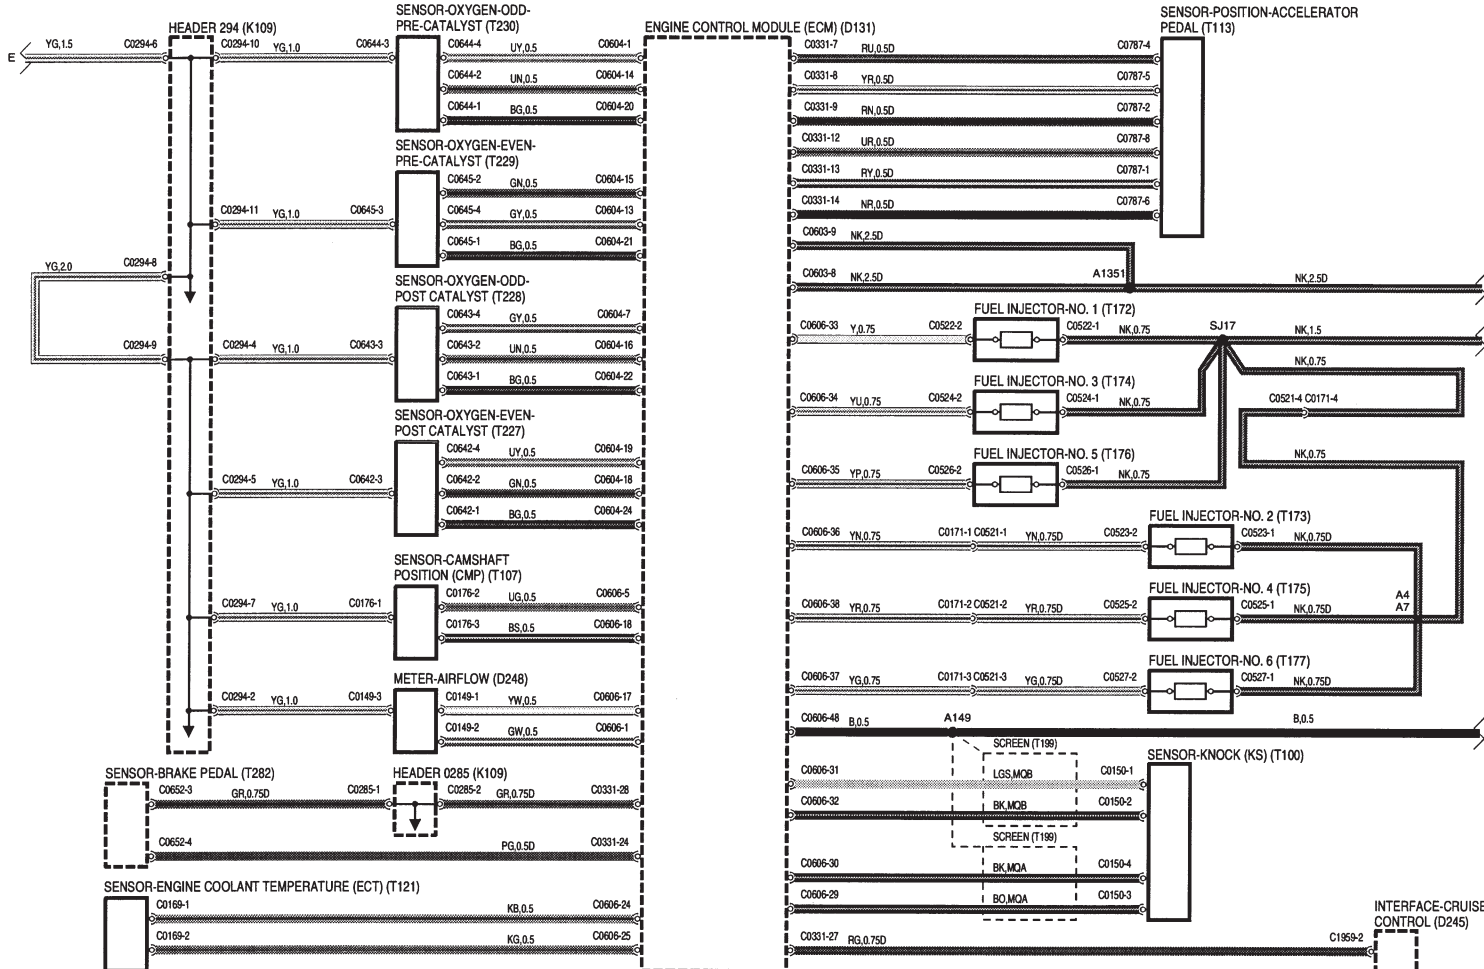 E
YG,1.5
C0294-6
HEADER 294 (K109)
C0294-10
YG,1.0
C0644-3
SENSOR-OXYGEN-ODD-
PRE-CATALYST (T230)
C0644-4
UY,0.5
C0604-1
C0644-2
UN,0.5
C0604-14
C0644-1
BG,0.5
C0604-20
SENSOR-OXYGEN-EVEN-
PRE-CATALYST (T229)
C0294-11
YG,1.0
C0645-3
C0645-2
GN,0.5
C0604-15
C0645-4
GY,0.5
C0604-13
C0645-1
BG,0.5
C0604-21
YG,2.0
C0294-8
SENSOR-OXYGEN-ODD-
POST CATALYST (T228)
C0294-9
C0294-4
YG,1.0
C0643-3
C0643-4
GY,0.5
C0604-7
C0643-2
UN,0.5
C0604-16
C0643-1
BG,0.5
C0604-22
SENSOR-OXYGEN-EVEN-
POST CATALYST (T227)
C0294-5
YG,1.0
C0642-3
C0642-4
UY,0.5
C0604-19
C0642-2
GN,0.5
C0604-18
C0642-1
BG,0.5
C0604-24
SENSOR-CAMSHAFT
POSITION (CMP) (T107)
C0294-7
YG,1.0
C0176-1
C0176-2
UG,0.5
C0606-5
C0176-3
BS,0.5
C0606-18
METER-AIRFLOW (D248)
C0294-2
YG,1.0
C0149-3
C0149-1
YW,0.5
C0606-17
C0149-2
GW,0.5
C0606-1
SENSOR-BRAKE PEDAL (T282)
C0652-3
GR,0.75D
C0285-1
HEADER 0285 (K109)
C0285-2
GR,0.75D
C0331-28
C0652-4
PG,0.5D
C0331-24
SENSOR-ENGINE COOLANT TEMPERATURE (ECT) (T121)
C0169-1
KB,0.5
C0606-24
C0169-2
KG,0.5
C0606-25
ENGINE CONTROL MODULE (ECM) (D131)
SENSOR-POSITION-ACCELERATOR
PEDAL (T113)
C0331-7
RU,0.5D
C0787-4
C0331-8
YR,0.5D
C0787-5
C0331-9
RN,0.5D
C0787-2
C0331-12
UR,0.5D
C0787-8
C0331-13
RY,0.5D
C0787-1
C0331-14
NR,0.5D
C0787-6
C0603-9
NK,2.5D
C0603-8
NK,2.5D
A1351
NK,2.5D
FUEL INJECTOR-NO. 1 (T172)
C0606-33
Y,0.75
C0522-2
C0522-1
NK,0.75
SJ17
NK,1.5
NK,0.75
FUEL INJECTOR-NO. 3 (T174)
C0606-34
YU,0.75
C0524-2
C0524-1
NK,0.75
C0521-4 C0171-4
FUEL INJECTOR-NO. 5 (T176)
C0606-35
YP,0.75
C0526-2
C0526-1
NK,0.75
NK,0.75
FUEL INJECTOR-NO. 2 (T173)
C0606-36
YN,0.75
C0171-1 C0521-1
YN,0.75D
C0523-2
C0523-1
NK,0.75D
FUEL INJECTOR-NO. 4 (T175)
C0606-38
YR,0.75
C0171-2 C0521-2
YR,0.75D
C0525-2
C0525-1
NK,0.75D
A4
A7
FUEL INJECTOR-NO. 6 (T177)
C0606-37
YG,0.75
C0171-3 C0521-3
YG,0.75D
C0527-2
C0527-1
NK,0.75D
C0606-48
B,0.5
A149
B,0.5
SCREEN (T199)
SENSOR-KNOCK (KS) (T100)
C0606-31
LGS,MQB
C0150-1
C0606-32
BK,MQB
C0150-2
SCREEN (T199)
C0606-30
BK,MQA
C0150-4
C0606-29
BO,MQA
C0150-3
INTERFACE-CRUISE
CONTROL (D245)
C0331-27
RG,0.75D
C1959-2